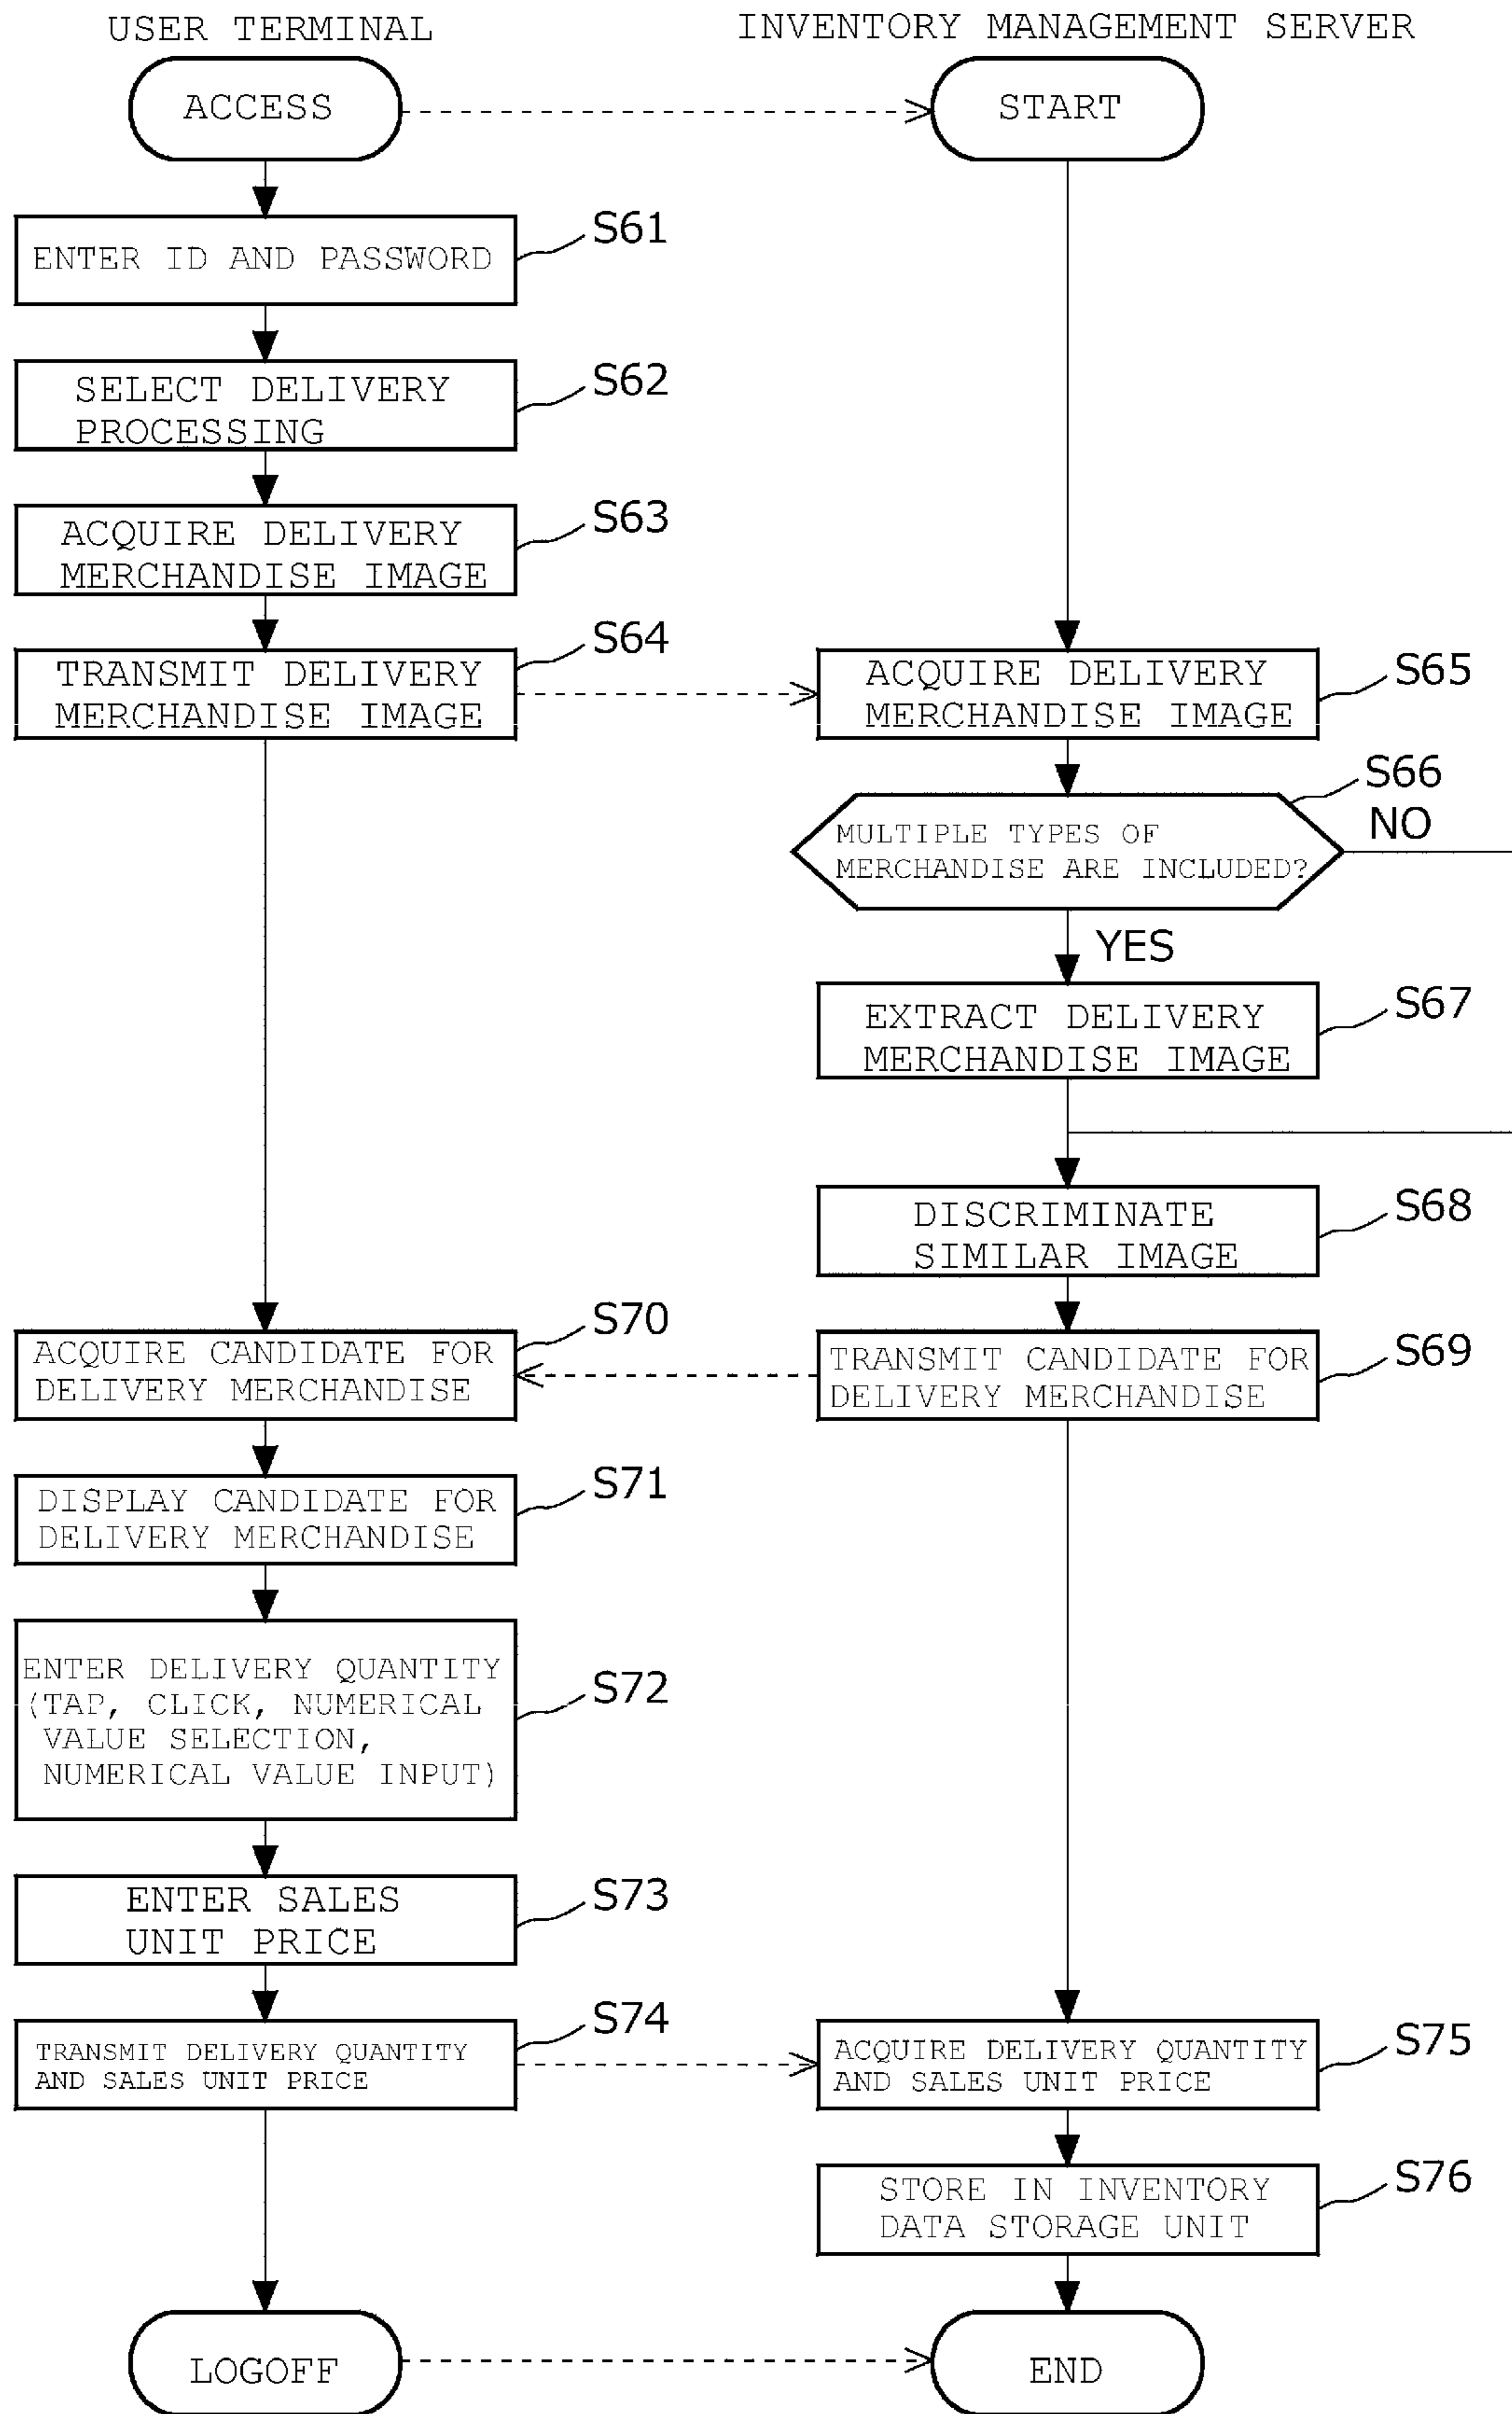 USER TERMINAL
INVENTORY MANAGEMENT SERVER
ACCESS
START
S61
ENTER ID AND PASSWORD
S62
SELECT DELIVERY
PROCESSING
S63
ACQUIRE DELIVERY
MERCHANDISE IMAGE
S64
TRANSMIT DELIVERY
MERCHANDISE IMAGE
S65
ACQUIRE DELIVERY
MERCHANDISE IMAGE
S66
NO
MULTIPLE TYPES OF
MERCHANDISE ARE INCLUDED?
YES
S67
EXTRACT DELIVERY
MERCHANDISE IMAGE
S68
DISCRIMINATE
SIMILAR IMAGE
S70
ACQUIRE CANDIDATE FOR
DELIVERY MERCHANDISE
S69
TRANSMIT CANDIDATE FOR
DELIVERY MERCHANDISE
S71
DISPLAY CANDIDATE FOR
DELIVERY MERCHANDISE
S72
ENTER DELIVERY QUANTITY
(TAP, CLICK, NUMERICAL
VALUE SELECTION,
NUMERICAL VALUE INPUT)
S73
ENTER SALES
UNIT PRICE
S74
TRANSMIT DELIVERY QUANTITY
AND SALES UNIT PRICE
S75
ACQUIRE DELIVERY QUANTITY
AND SALES UNIT PRICE
S76
STORE IN INVENTORY
DATA STORAGE UNIT
LOGOFF
END